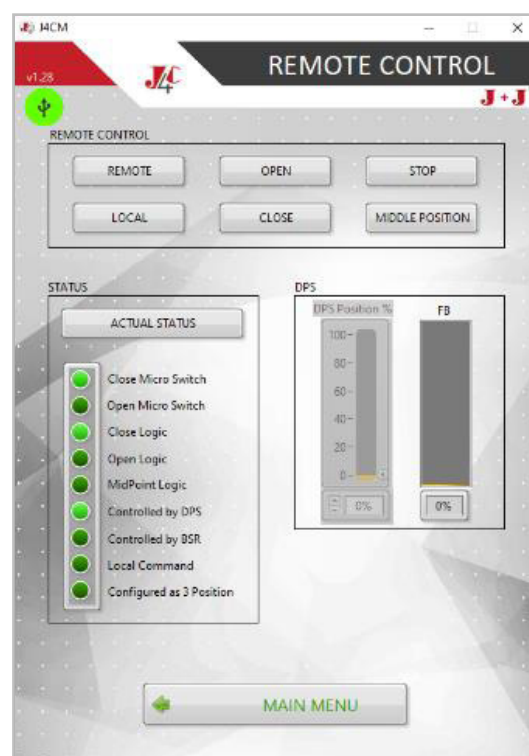 J4CM
REMOTE CONTROL
v1.28
J4C
J+J
REMOTE CONTROL
REMOTE
OPEN
STOP
LOCAL
CLOSE
MIDDLE POSITION
STATUS
ACTUAL STATUS
Close Micro Switch
Open Micro Switch
Close Logic
Open Logic
MidPoint Logic
Controlled by DPS
Controlled by BSR
Local Command
Configured as 3 Position
DPS
DPS Position %
FB
100
80
60
40
20
0
0%
0%
MAIN MENU